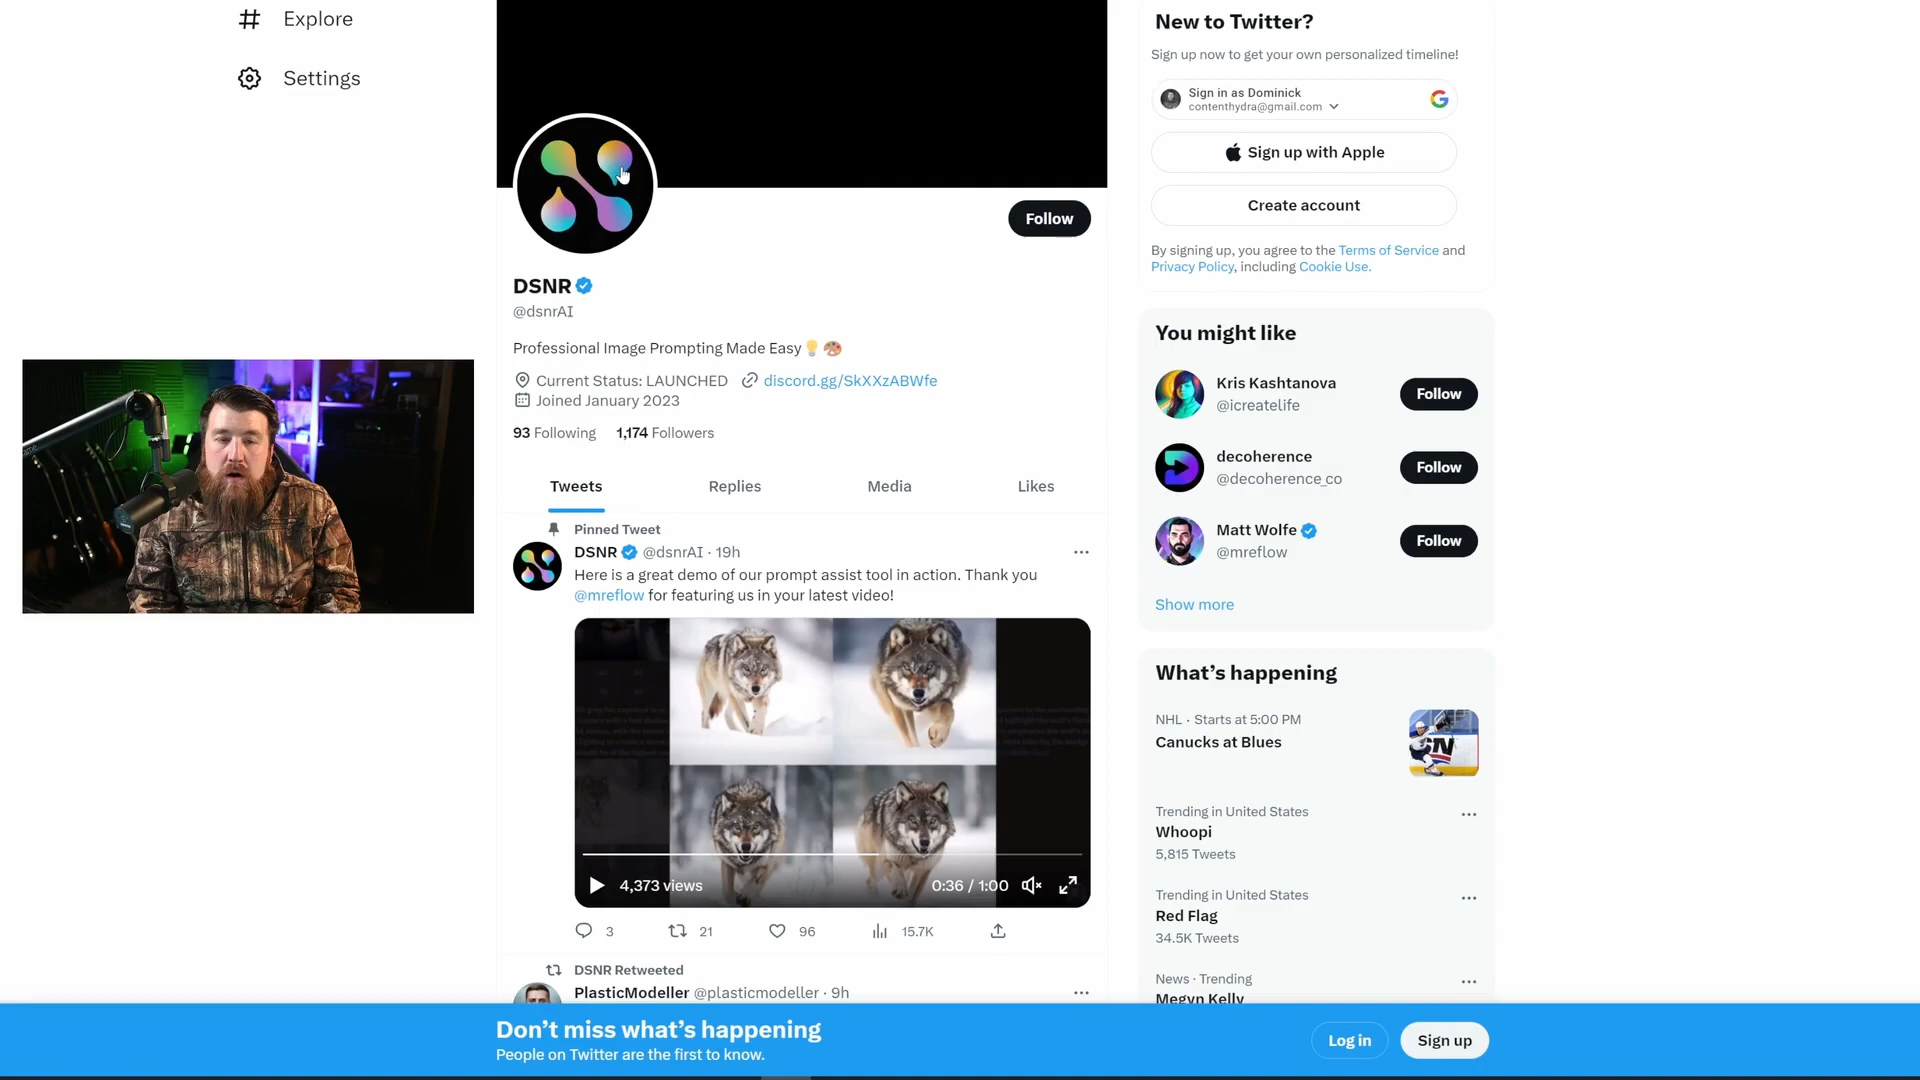 Explore
Settings
Follow
DSNR
@dsnrAI
Professional Image Prompting Made Easy💡🎨
Current Status: LAUNCHED discord.gg/SkXXzABWfe
Joined January 2023
93 Following 1,174 Followers
Tweets Replies Media Likes
Pinned Tweet
DSNR @dsnrAI · 19h
Here is a great demo of our prompt assist tool in action. Thank you
@mreflow for featuring us in your latest video!
4,373 views 0:36 / 1:00
3 21 96 15.7K
DSNR Retweeted
PlasticModeller @plasticmodeller · 9h
New to Twitter?
Sign up now to get your own personalized timeline!
Sign in as Dominick
contenthydra@gmail.com
Sign up with Apple
Create account
By signing up, you agree to the Terms of Service and
Privacy Policy, including Cookie Use.
You might like
Kris Kashtanova
@icreatelife
Follow
decoherence
@decoherence_co
Follow
Matt Wolfe
@mreflow
Follow
Show more
What’s happening
NHL · Starts at 5:00 PM
Canucks at Blues
Trending in United States
Whoopi
5,815 Tweets
Trending in United States
Red Flag
34.5K Tweets
News · Trending
Megyn Kelly
Don’t miss what’s happening
People on Twitter are the first to know.
Log in Sign up